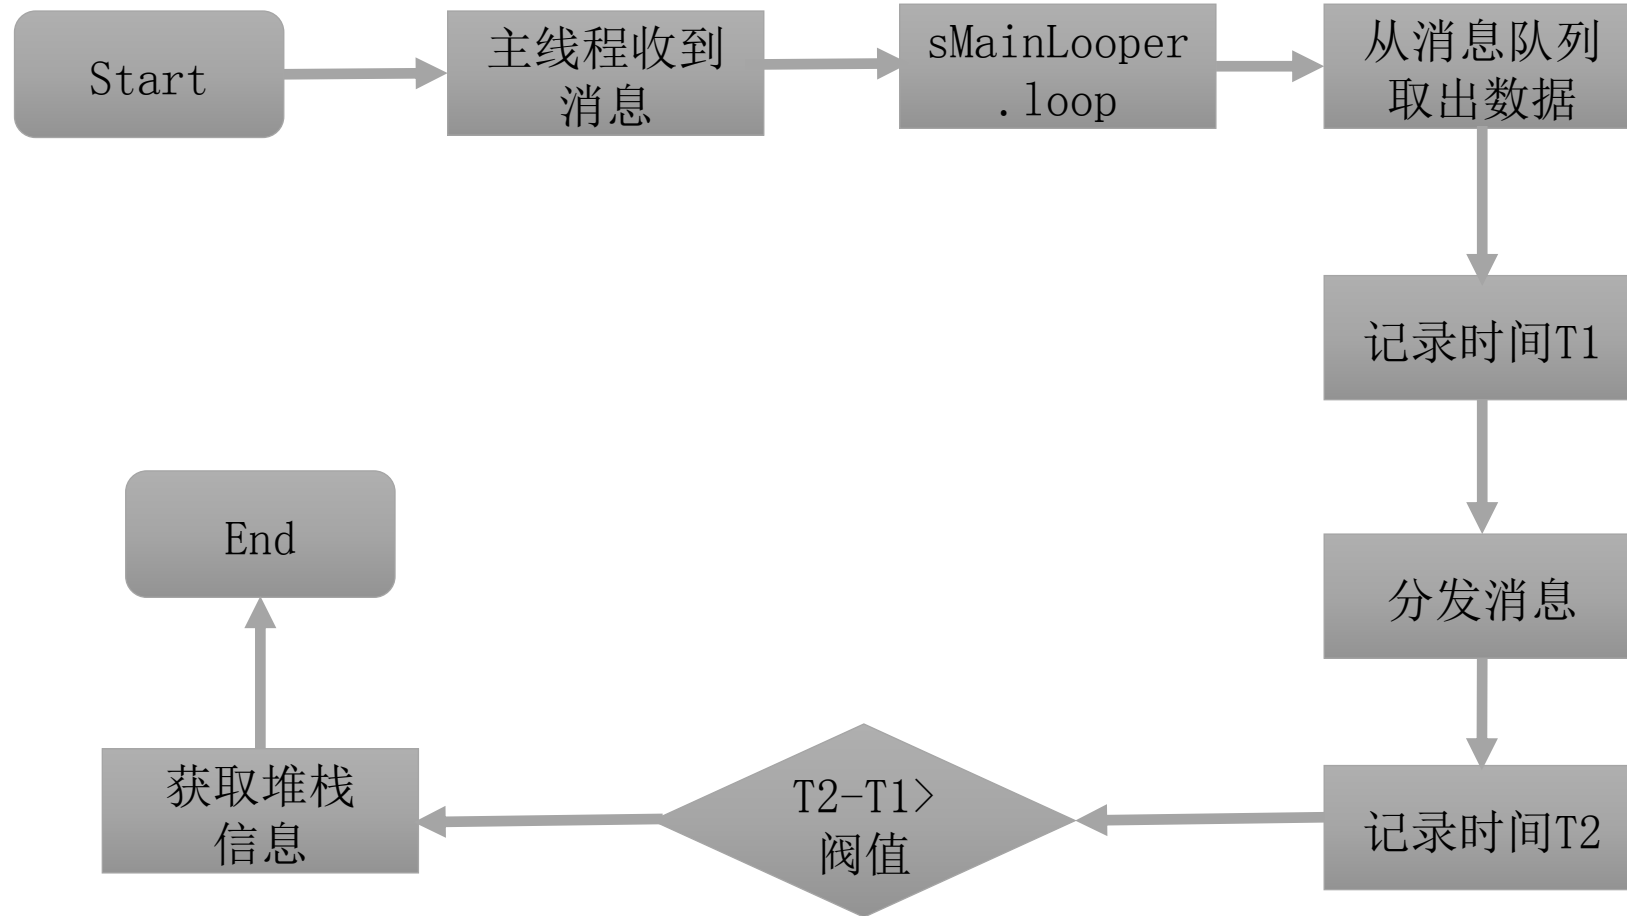 Start
主线程收到
消息
sMainLooper
.loop
从消息队列
取出数据
记录时间T1
分发消息
记录时间T2
T2-T1>
阀值
获取堆栈
信息
End